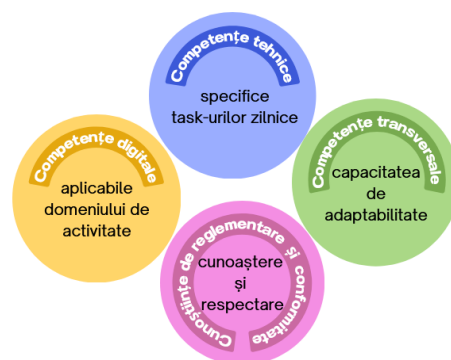 Competențe tehnice
specifice
task-urilor zilnice
Competențe digitale
aplicabile
domeniului de
activitate
Competențe transversale
capacitatea
de
adaptabilitate
Cunoștiințe de reglementare și conformitate
cunoaștere
și
respectare